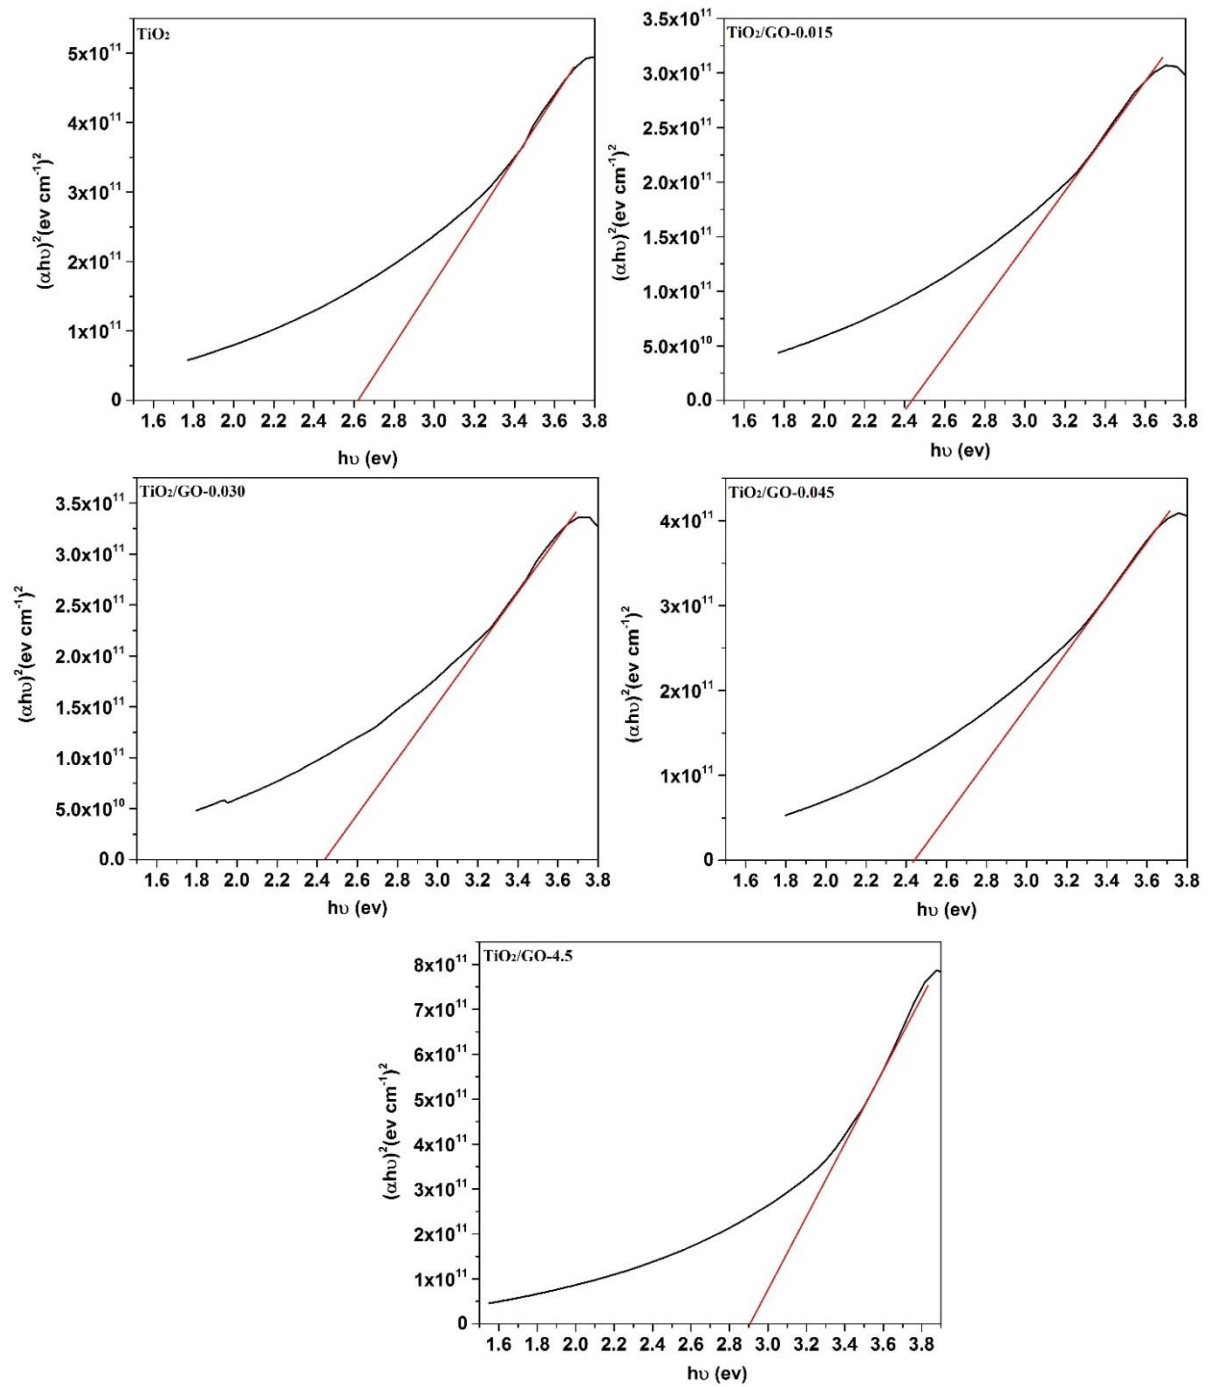 TiO₂
5x10¹¹
4x10¹¹
3x10¹¹
2x10¹¹
1x10¹¹
0
(αhυ)²(ev cm⁻¹)²
1.6 2.0 2.2 2.4 2.6 2.8 3.0 3.2 3.4 3.6 3.8
hυ (ev)
TiO₂/GO-0.015
3.5x10¹¹
3.0x10¹¹
2.5x10¹¹
2.0x10¹¹
1.5x10¹¹
1.0x10¹¹
5.0x10¹⁰
0.0
(αhυ)²(ev cm⁻¹)²
1.6 2.0 2.2 2.4 2.6 2.8 3.0 3.2 3.4 3.6 3.8
hυ (ev)
TiO₂/GO-0.030
3.5x10¹¹
3.0x10¹¹
2.5x10¹¹
2.0x10¹¹
1.5x10¹¹
1.0x10¹¹
5.0x10¹⁰
0.0
(αhυ)²(ev cm⁻¹)²
1.6 2.0 2.2 2.4 2.6 2.8 3.0 3.2 3.4 3.6 3.8
hυ (ev)
TiO₂/GO-0.045
4x10¹¹
3x10¹¹
2x10¹¹
1x10¹¹
0
(αhυ)²(ev cm⁻¹)²
1.6 2.0 2.2 2.4 2.6 2.8 3.0 3.2 3.4 3.6 3.8
hυ (ev)
TiO₂/GO-4.5
8x10¹¹
7x10¹¹
6x10¹¹
5x10¹¹
4x10¹¹
3x10¹¹
2x10¹¹
1x10¹¹
0
(αhυ)²(ev cm⁻¹)²
1.6 2.0 2.2 2.4 2.6 2.8 3.0 3.2 3.4 3.6 3.8
hυ (ev)